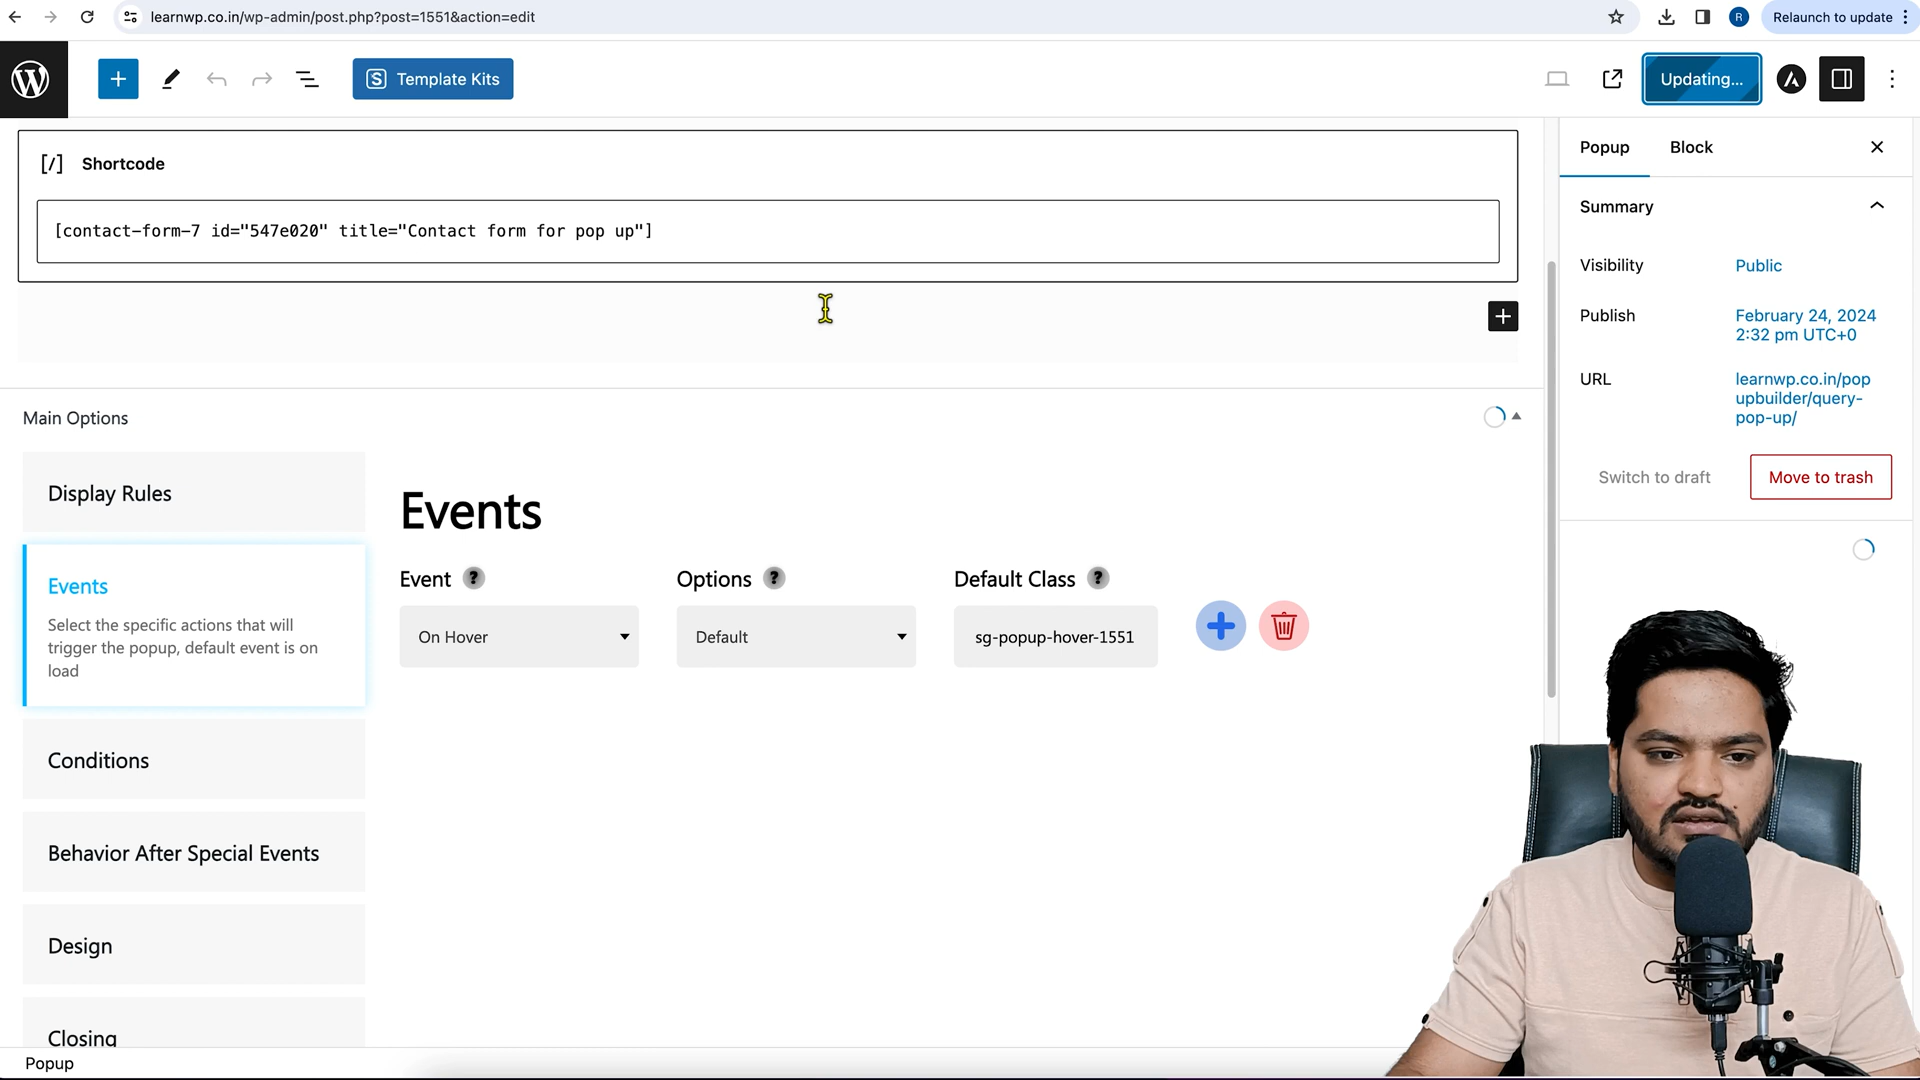 learnwp.co.in/wp-admin/post.php?post=1551&action=edit
R
Relaunch to update
Template Kits
Updating...
[/] Shortcode
[contact-form-7 id="547e020" title="Contact form for pop up"]
Popup
Block
Summary
Visibility
Public
Publish
February 24, 2024
2:32 pm UTC+0
URL
learnwp.co.in/pop
upbuilder/query-
pop-up/
Switch to draft
Move to trash
Main Options
Display Rules
Events
Select the specific actions that will
trigger the popup, default event is on
load
Conditions
Behavior After Special Events
Design
Closing
Events
Event ?
Options ?
Default Class ?
On Hover
Default
sg-popup-hover-1551
Popup